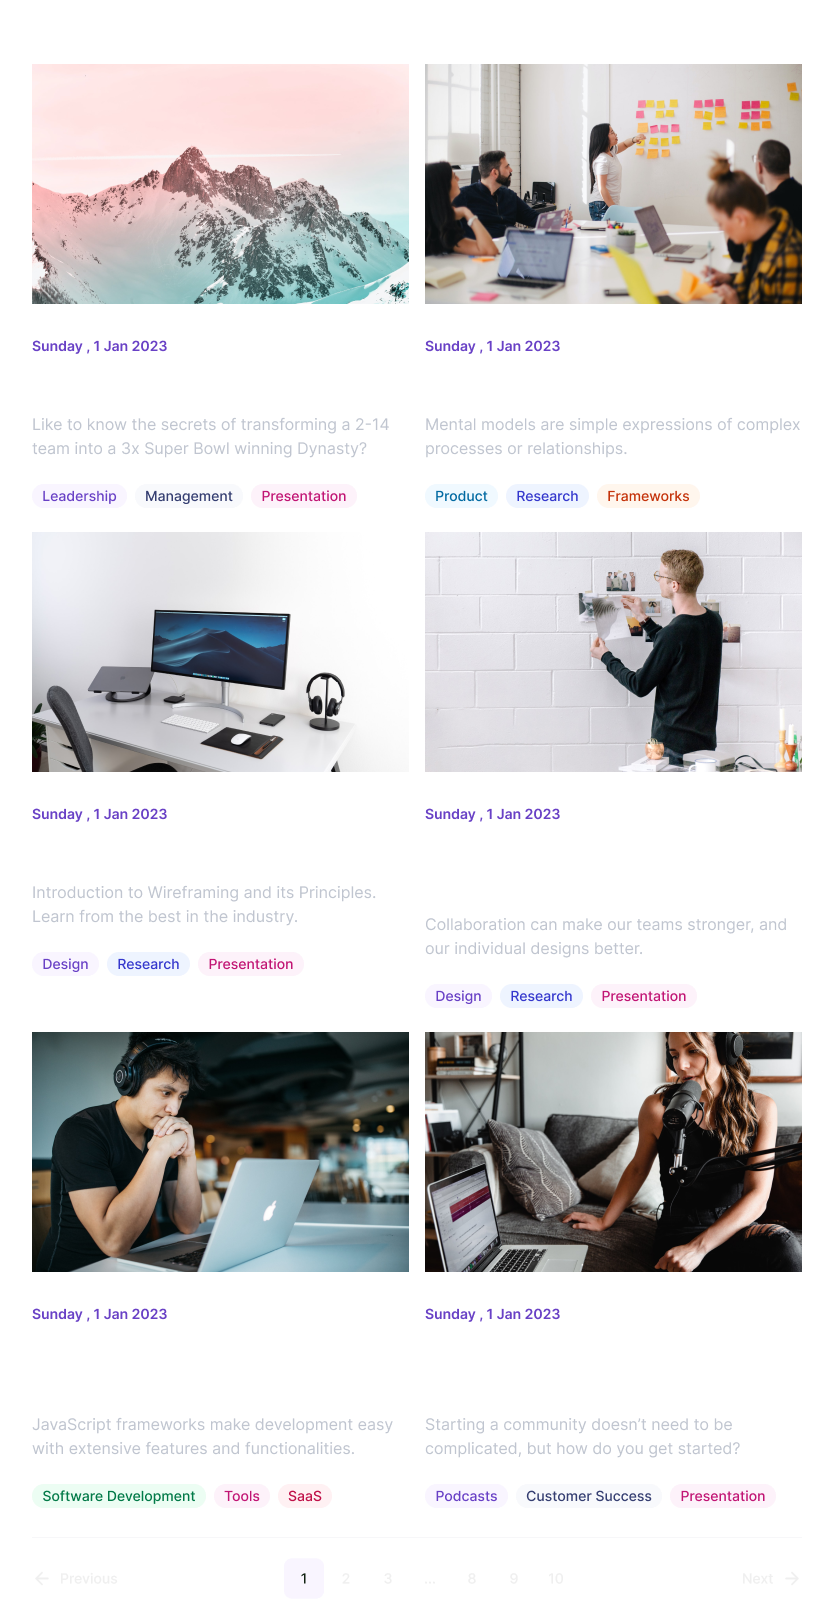 Sunday , 1 Jan 2023
Like to know the secrets of transforming a 2-14
team into a 3x Super Bowl winning Dynasty?
Leadership Management Presentation
Sunday , 1 Jan 2023
Mental models are simple expressions of complex
processes or relationships.
Product Research Frameworks
Sunday , 1 Jan 2023
Introduction to Wireframing and its Principles.
Learn from the best in the industry.
Design Research Presentation
Sunday , 1 Jan 2023
Collaboration can make our teams stronger, and
our individual designs better.
Design Research Presentation
Sunday , 1 Jan 2023
JavaScript frameworks make development easy
with extensive features and functionalities.
Software Development Tools SaaS
Sunday , 1 Jan 2023
Starting a community doesn’t need to be
complicated, but how do you get started?
Podcasts Customer Success Presentation
Previous 1 2 3 ... 8 9 10 Next